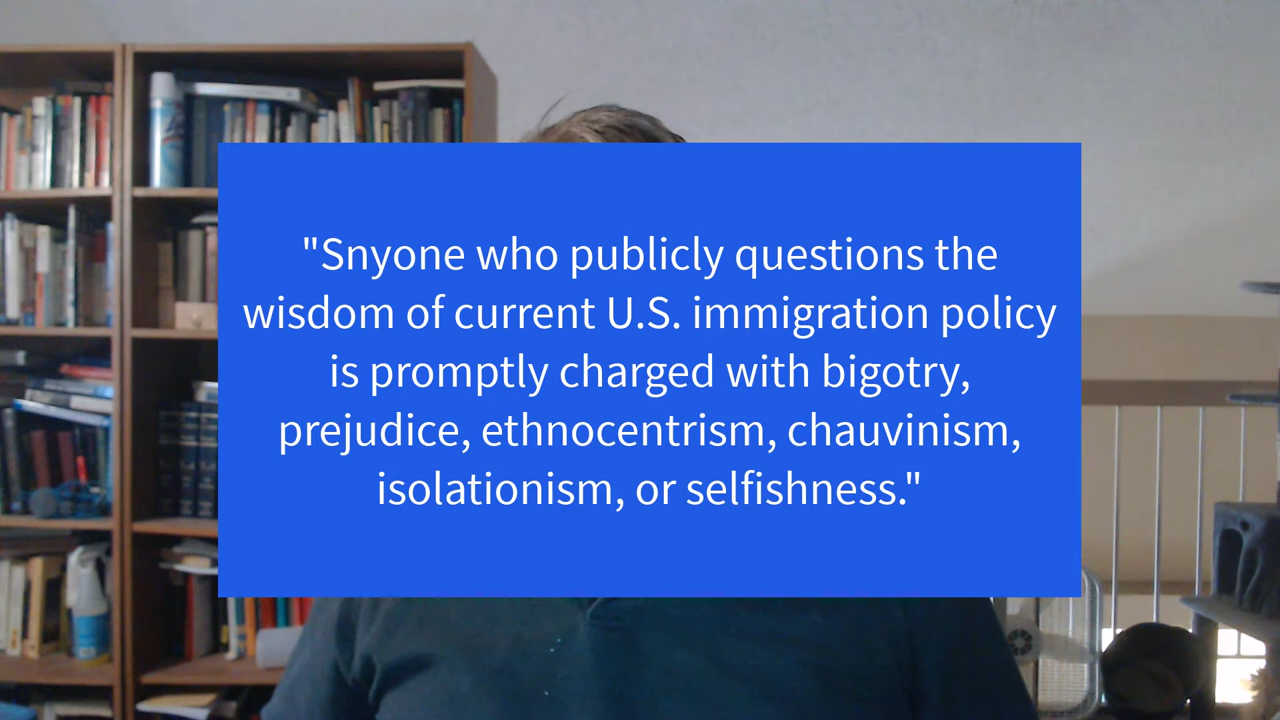 "Snyone who publicly questions the
wisdom of current U.S. immigration policy
is promptly charged with bigotry,
prejudice, ethnocentrism, chauvinism,
isolationism, or selfishness."